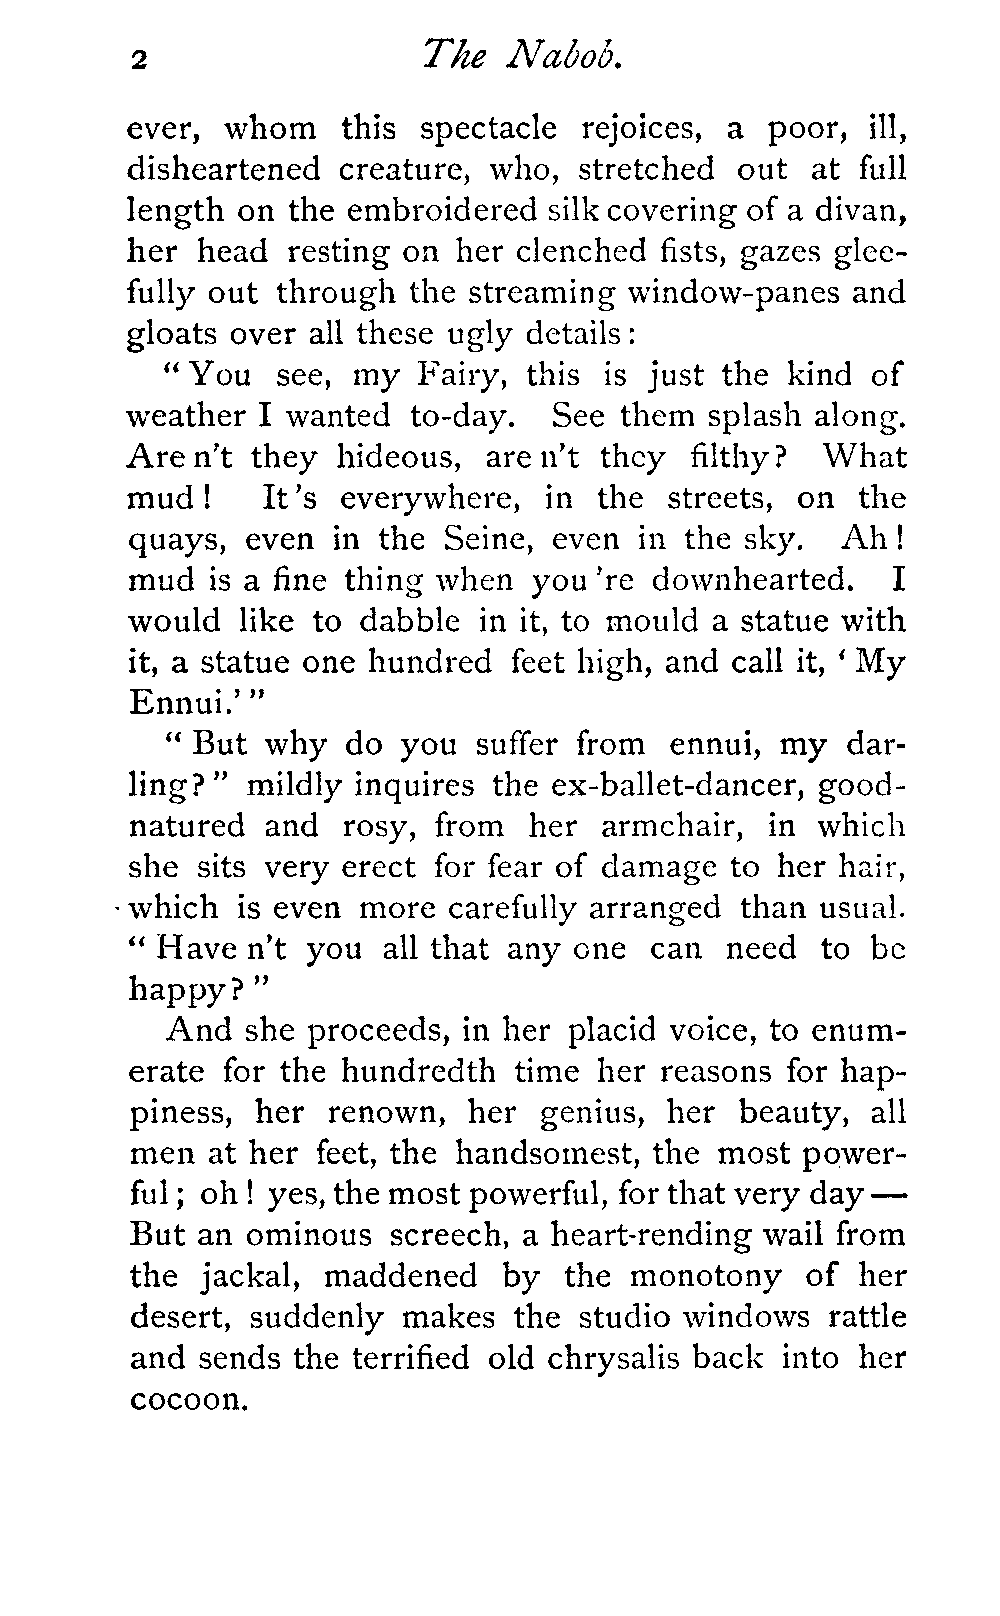 2 The Nabob.
ever, whom this spectacle rejoices, a poor, ill,
disheartened creature, who, stretched out at full
length on the embroidered silk covering of a divan,
her head resting on her clenched fists, gazes glee-
fully out through the streaming window-panes and
gloats over all these ugly details:
“You see, my Fairy, this is just the kind of
weather I wanted to-day. See them splash along.
Are n't they hideous, are n't they filthy? What
mud! It's everywhere, in the streets, on the
quays, even in the Seine, even in the sky. Ah!
mud is a fine thing when you 're downhearted. I
would like to dabble in it, to mould a statue with
it, a statue one hundred feet high, and call it, ‘My
Ennui.’”
“But why do you suffer from ennui, my dar-
ling?” mildly inquires the ex-ballet-dancer, good-
natured and rosy, from her armchair, in which
she sits very erect for fear of damage to her hair,
which is even more carefully arranged than usual.
“Have n't you all that any one can need to be
happy?”
And she proceeds, in her placid voice, to enum-
erate for the hundredth time her reasons for hap-
piness, her renown, her genius, her beauty, all
men at her feet, the handsomest, the most power-
ful; oh! yes, the most powerful, for that very day—
But an ominous screech, a heart-rending wail from
the jackal, maddened by the monotony of her
desert, suddenly makes the studio windows rattle
and sends the terrified old chrysalis back into her
cocoon.